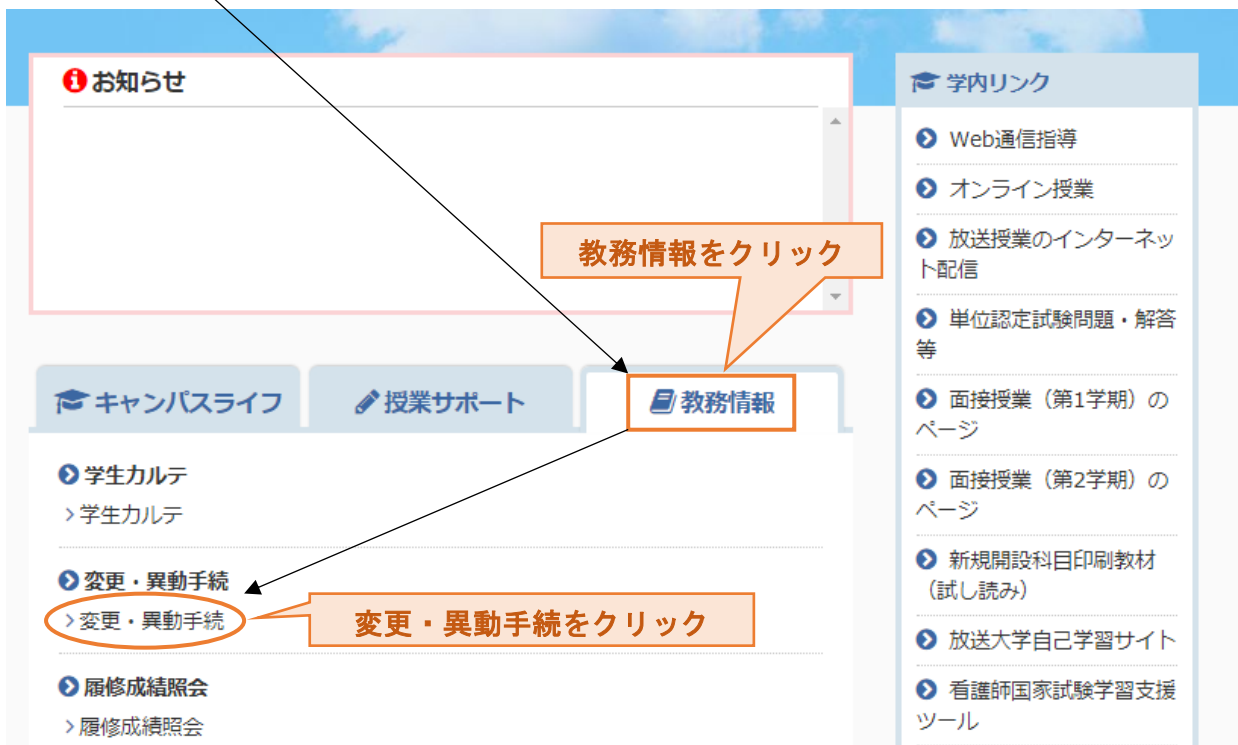 お知らせ
教務情報をクリック
キャンパスライフ
授業サポート
教務情報
学生カルテ
学生カルテ
変更・異動手続
変更・異動手続
変更・異動手続をクリック
履修成績照会
履修成績照会
学内リンク
Web通信指導
オンライン授業
放送授業のインターネッ
ト配信
単位認定試験問題・解答
等
面接授業（第1学期）の
ページ
面接授業（第2学期）の
ページ
新規開設科目印刷教材
（試し読み）
放送大学自己学習サイト
看護師国家試験学習支援
ツール